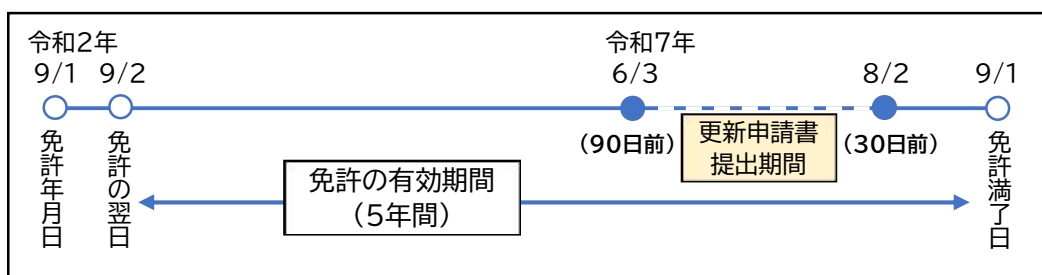 令和2年
令和7年
9/1
9/2
6/3
8/2
9/1
(90日前)
更新申請書
提出期間
(30日前)
免許年月日
免許の翌日
免許の有効期間
(5年間)
免許満了日